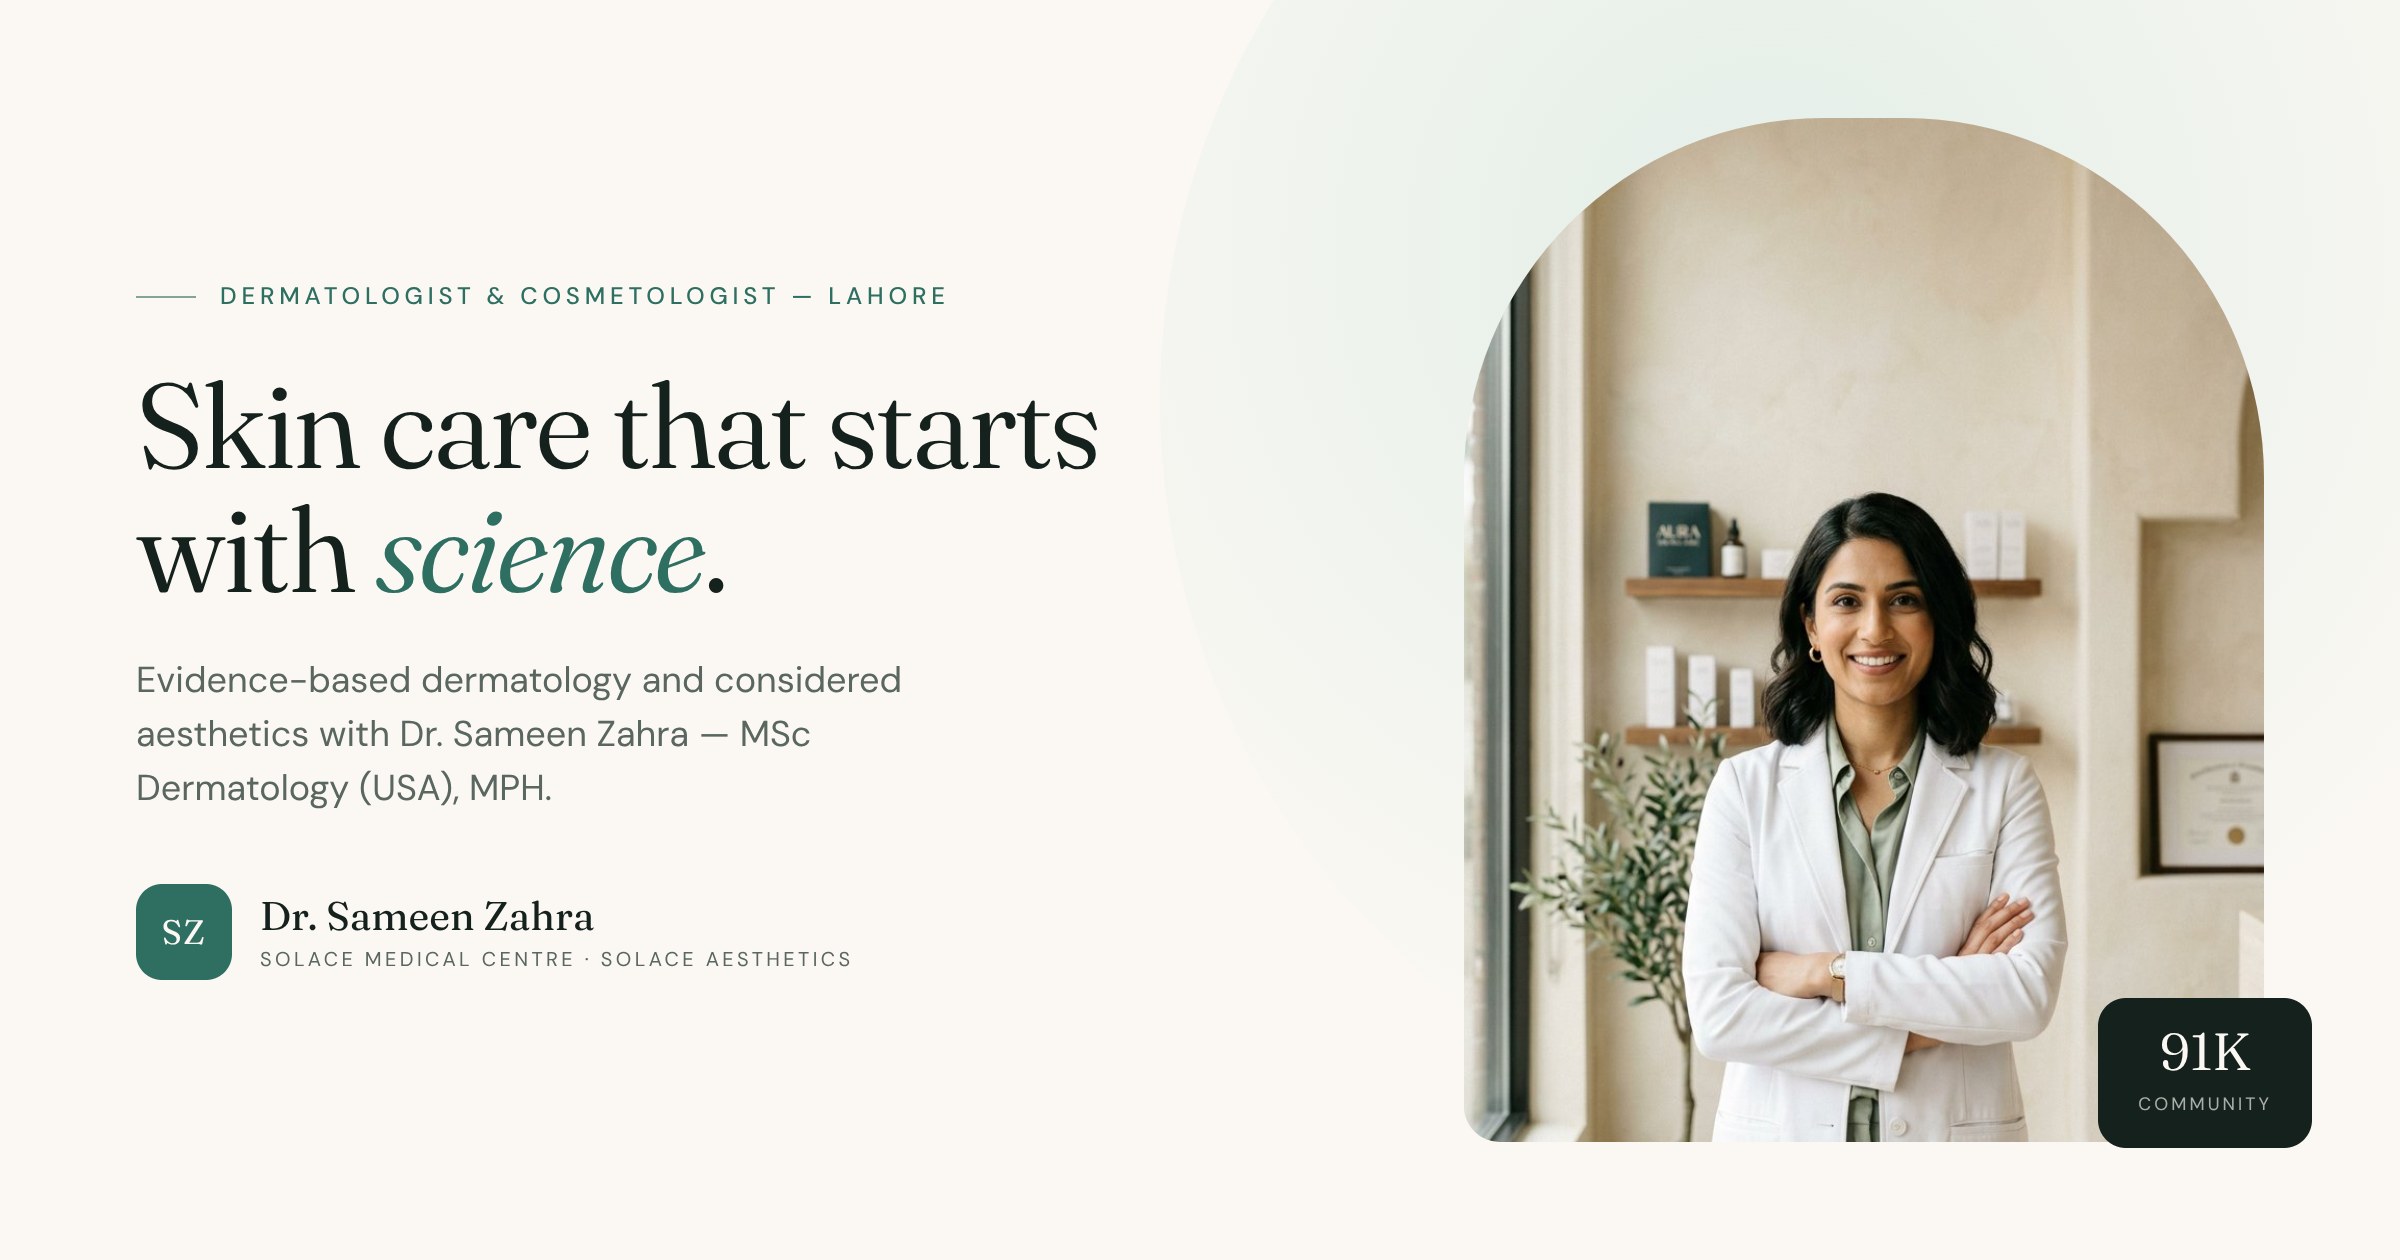 DERMATOLOGIST & COSMETOLOGIST — LAHORE
Skin care that starts
with science.
Evidence-based dermatology and considered
aesthetics with Dr. Sameen Zahra — MSc
Dermatology (USA), MPH.
SZ
Dr. Sameen Zahra
SOLACE MEDICAL CENTRE · SOLACE AESTHETICS
AURA
91K
COMMUNITY